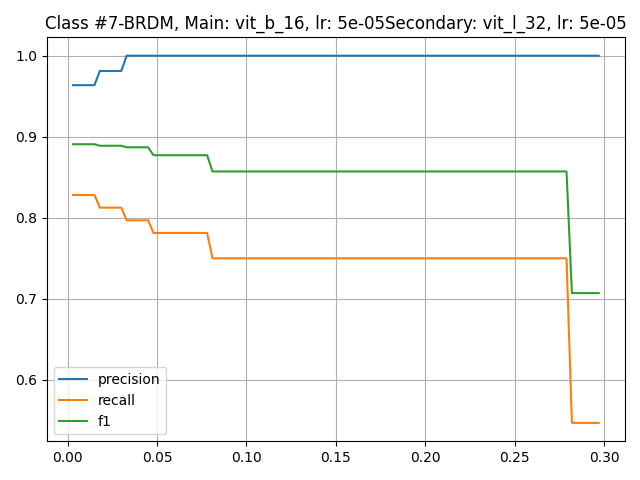 Class #7-BRDM, Main: vit_b_16, lr: 5e-05Secondary: vit_l_32, lr: 5e-05
1.0
0.9
0.8
0.7
0.6
precision
recall
f1
0.00 0.05 0.10 0.15 0.20 0.25 0.30